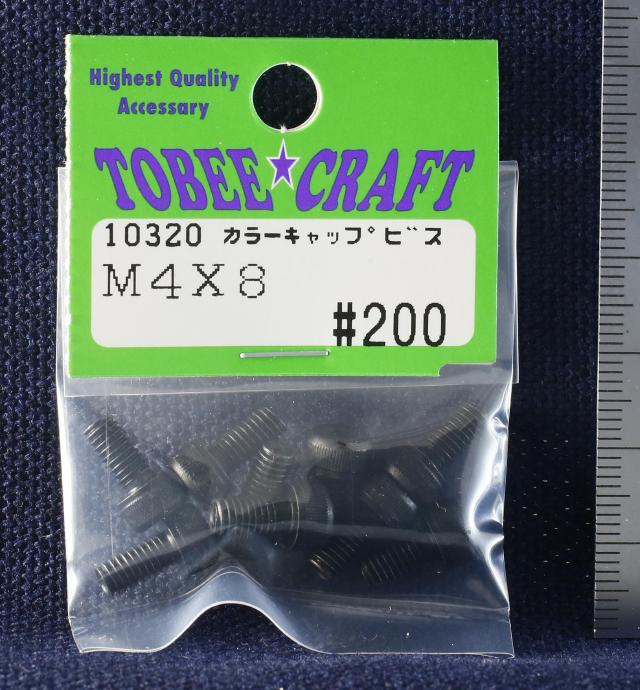 Highest Quality
Accessary
TOBEE★CRAFT
10320 カラーキャップビス
M4X8
#200